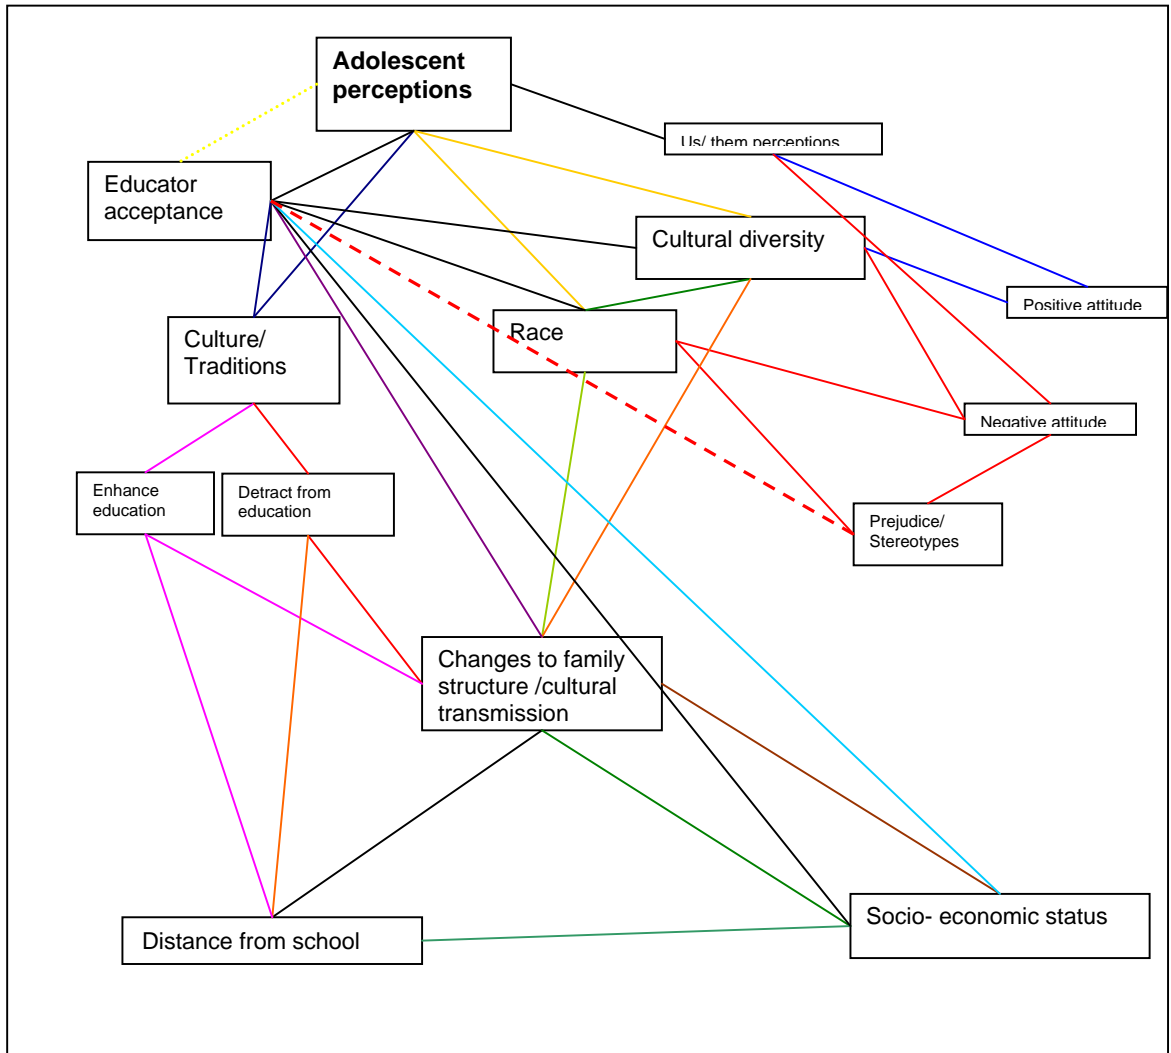 Adolescent
perceptions
Us/ them perceptions
Educator
acceptance
Cultural diversity
Positive attitude
Race
Culture/
Traditions
Negative attitude
Enhance
education
Detract from
education
Prejudice/
Stereotypes
Changes to family
structure /cultural
transmission
Socio- economic status
Distance from school